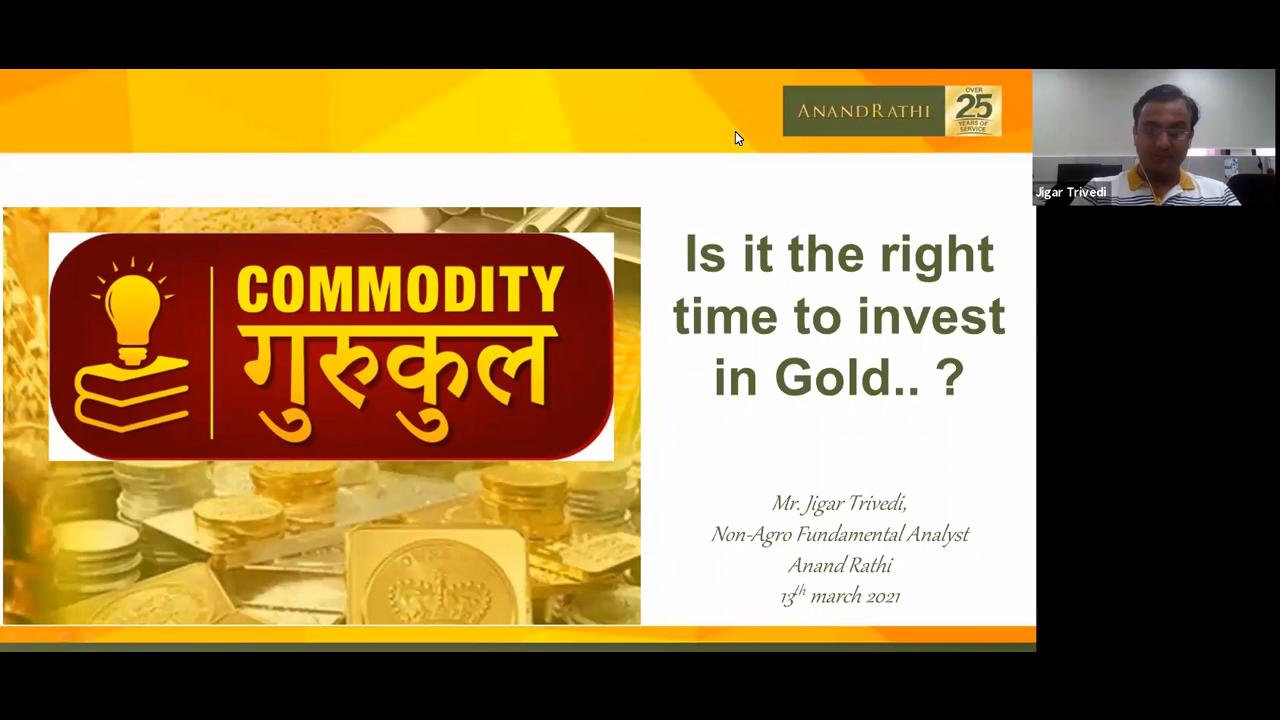 ANANDRATHI
OVER
25
YEARS OF
SERVICE
Jigar Trivedi
COMMODITY
गुरुकुल
Is it the right
time to invest
in Gold.. ?
Mr. Jigar Trivedi,
Non-Agro Fundamental Analyst
Anand Rathi
13th march 2021